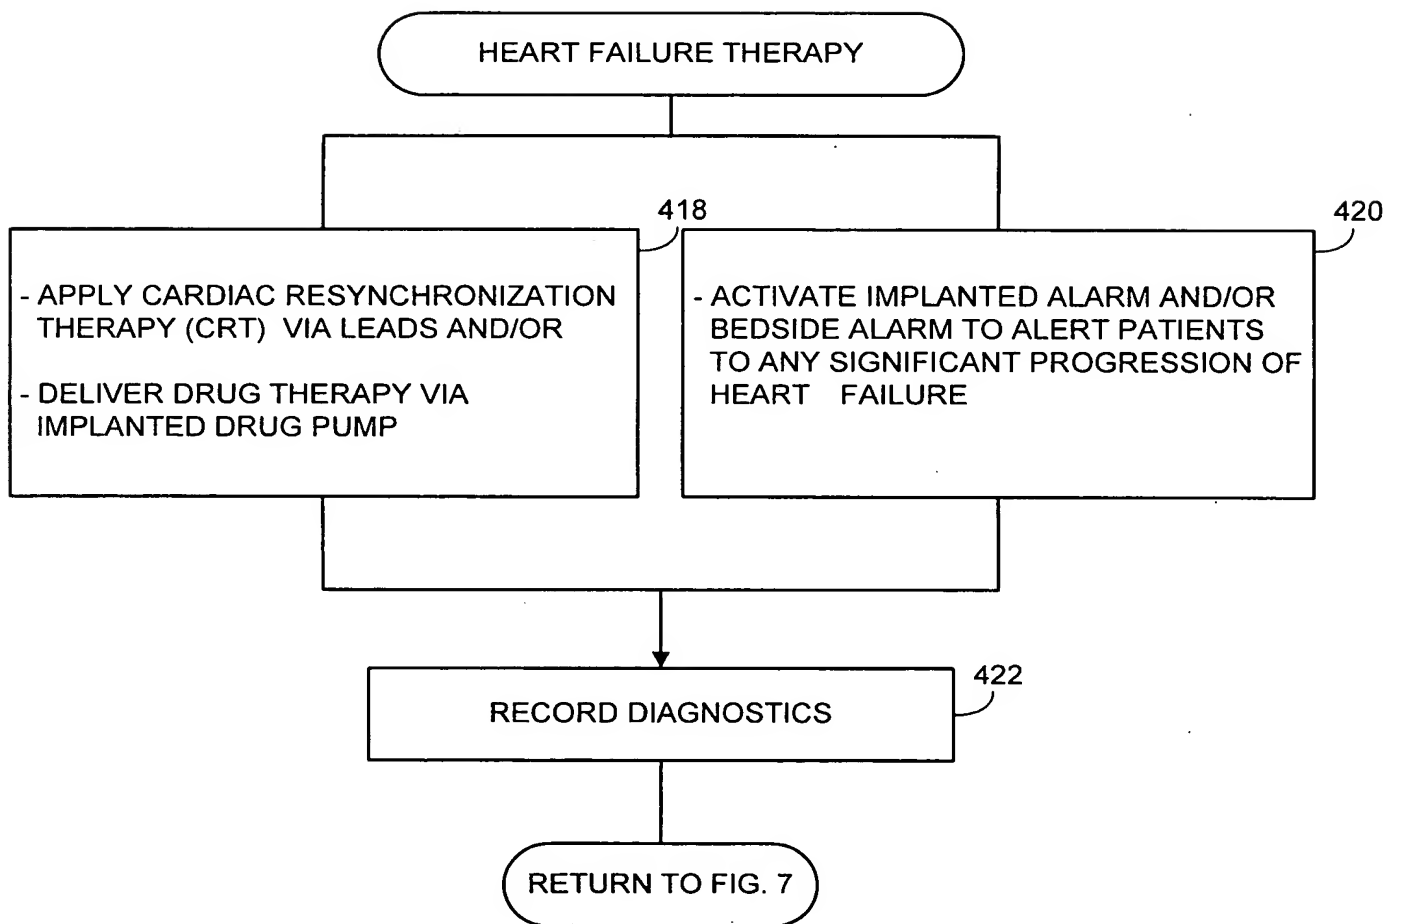 HEART FAILURE THERAPY
418
- APPLY CARDIAC RESYNCHRONIZATION
THERAPY (CRT) VIA LEADS AND/OR
- DELIVER DRUG THERAPY VIA
IMPLANTED DRUG PUMP
420
- ACTIVATE IMPLANTED ALARM AND/OR
BEDSIDE ALARM TO ALERT PATIENTS
TO ANY SIGNIFICANT PROGRESSION OF
HEART FAILURE
422
RECORD DIAGNOSTICS
RETURN TO FIG. 7